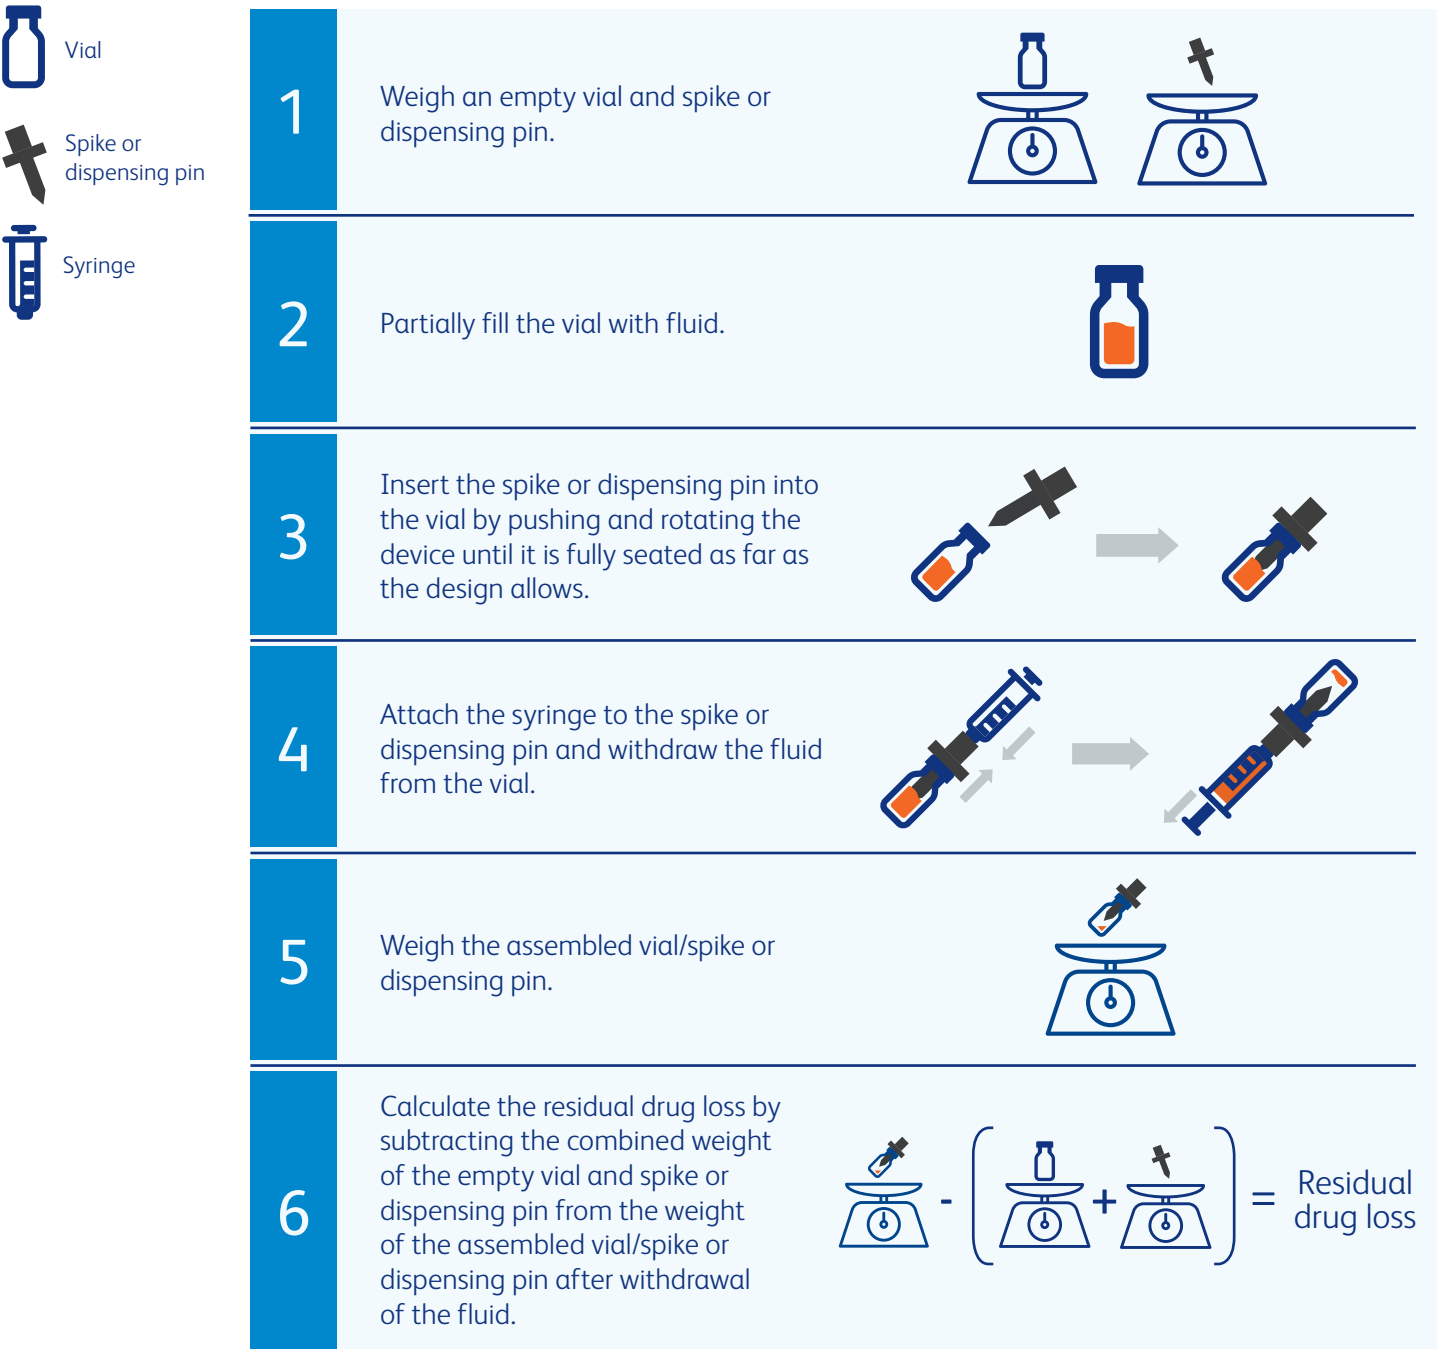 Vial
Spike or
dispensing pin
Syringe
1
Weigh an empty vial and spike or
dispensing pin.
2
Partially fill the vial with fluid.
3
Insert the spike or dispensing pin into
the vial by pushing and rotating the
device until it is fully seated as far as
the design allows.
4
Attach the syringe to the spike or
dispensing pin and withdraw the fluid
from the vial.
5
Weigh the assembled vial/spike or
dispensing pin.
6
Calculate the residual drug loss by
subtracting the combined weight
of the empty vial and spike or
dispensing pin from the weight
of the assembled vial/spike or
dispensing pin after withdrawal
of the fluid.
- ( + ) = Residual
drug loss